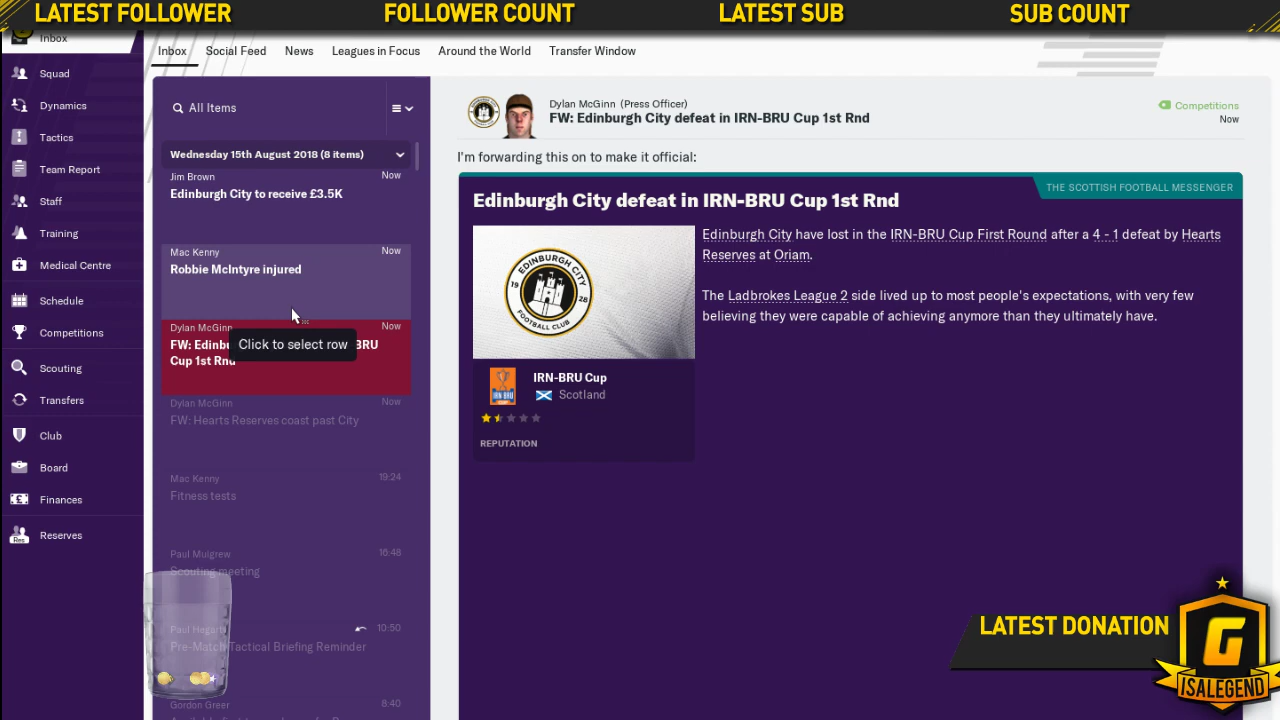 LATEST FOLLOWER
FOLLOWER COUNT
LATEST SUB
SUB COUNT
Inbox
Squad
Dynamics
Tactics
Team Report
Staff
Training
Medical Centre
Schedule
Competitions
Scouting
Transfers
Club
Board
Finances
Res
Reserves
Inbox
Social Feed
News
Leagues in Focus
Around the World
Transfer Window
All Items
Wednesday 15th August 2018 (8 items)
Jim Brown Now
Edinburgh City to receive £3.5K
Mac Kenny Now
Robbie McIntyre injured
Dylan McGinn Now
FW: Edinbu BRU
Cup 1st Rnd
Click to select row
Dylan McGinn Now
FW: Hearts Reserves coast past City
Mac Kenny 19:24
Fitness tests
Paul Mulgrew 16:48
Scouting meeting
Paul Hegarty 10:50
Pre-Match Tactical Briefing Reminder
Gordon Greer 8:40
Dylan McGinn (Press Officer)
FW: Edinburgh City defeat in IRN-BRU Cup 1st Rnd
Competitions
Now
I'm forwarding this on to make it official:
THE SCOTTISH FOOTBALL MESSENGER
Edinburgh City defeat in IRN-BRU Cup 1st Rnd
EDINBURGH CITY
19 28
FOOTBALL CLUB
IRN-BRU Cup
Scotland
REPUTATION
Edinburgh City have lost in the IRN-BRU Cup First Round after a 4 - 1 defeat by Hearts
Reserves at Oriam.
The Ladbrokes League 2 side lived up to most people's expectations, with very few
believing they were capable of achieving anymore than they ultimately have.
LATEST DONATION
G
ISALEGEND